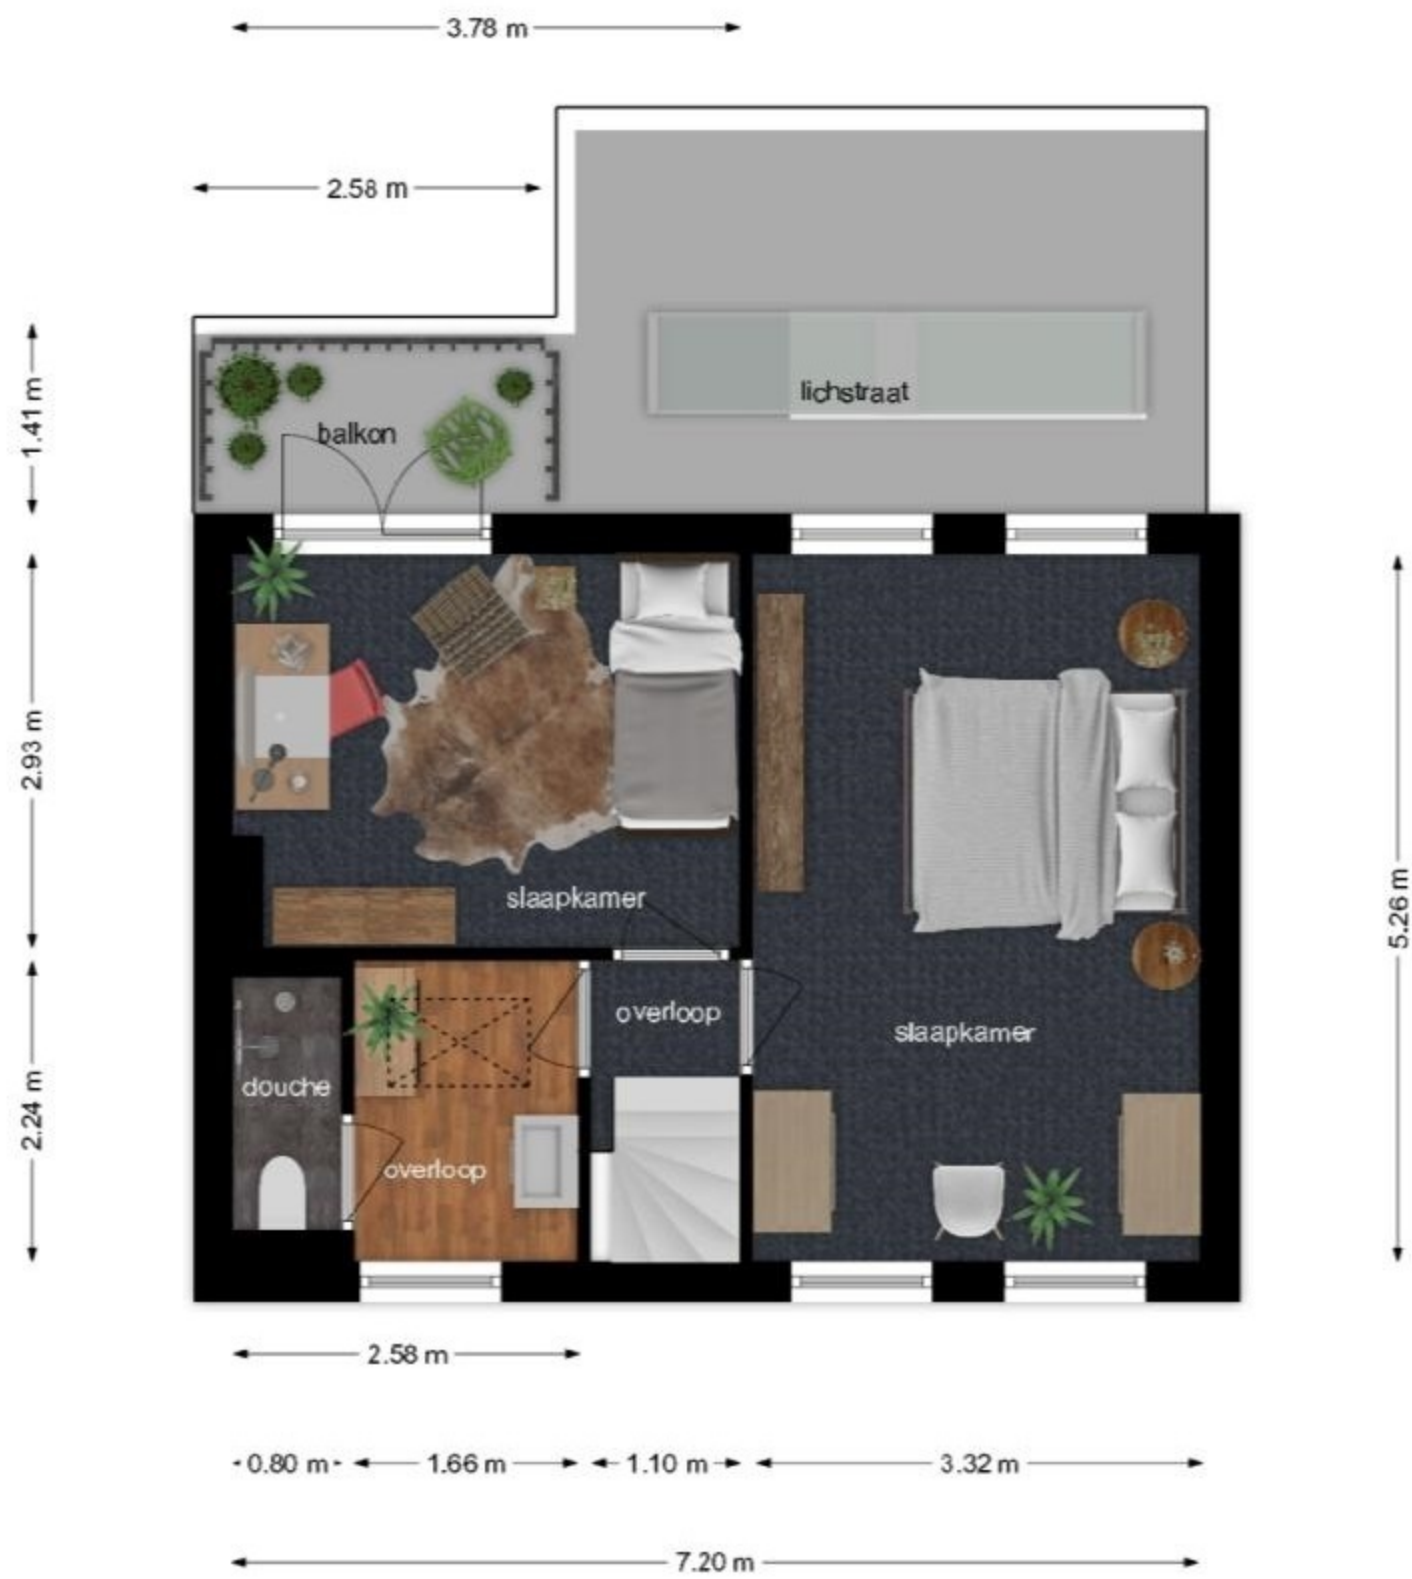 3.78 m
2.58 m
1.41 m
lichstraat
balkon
2.93 m
5.26 m
slaapkamer
overloop
slaapkamer
douche
2.24 m
overloop
2.58 m
0.80 m
1.66 m
1.10 m
3.32 m
7.20 m